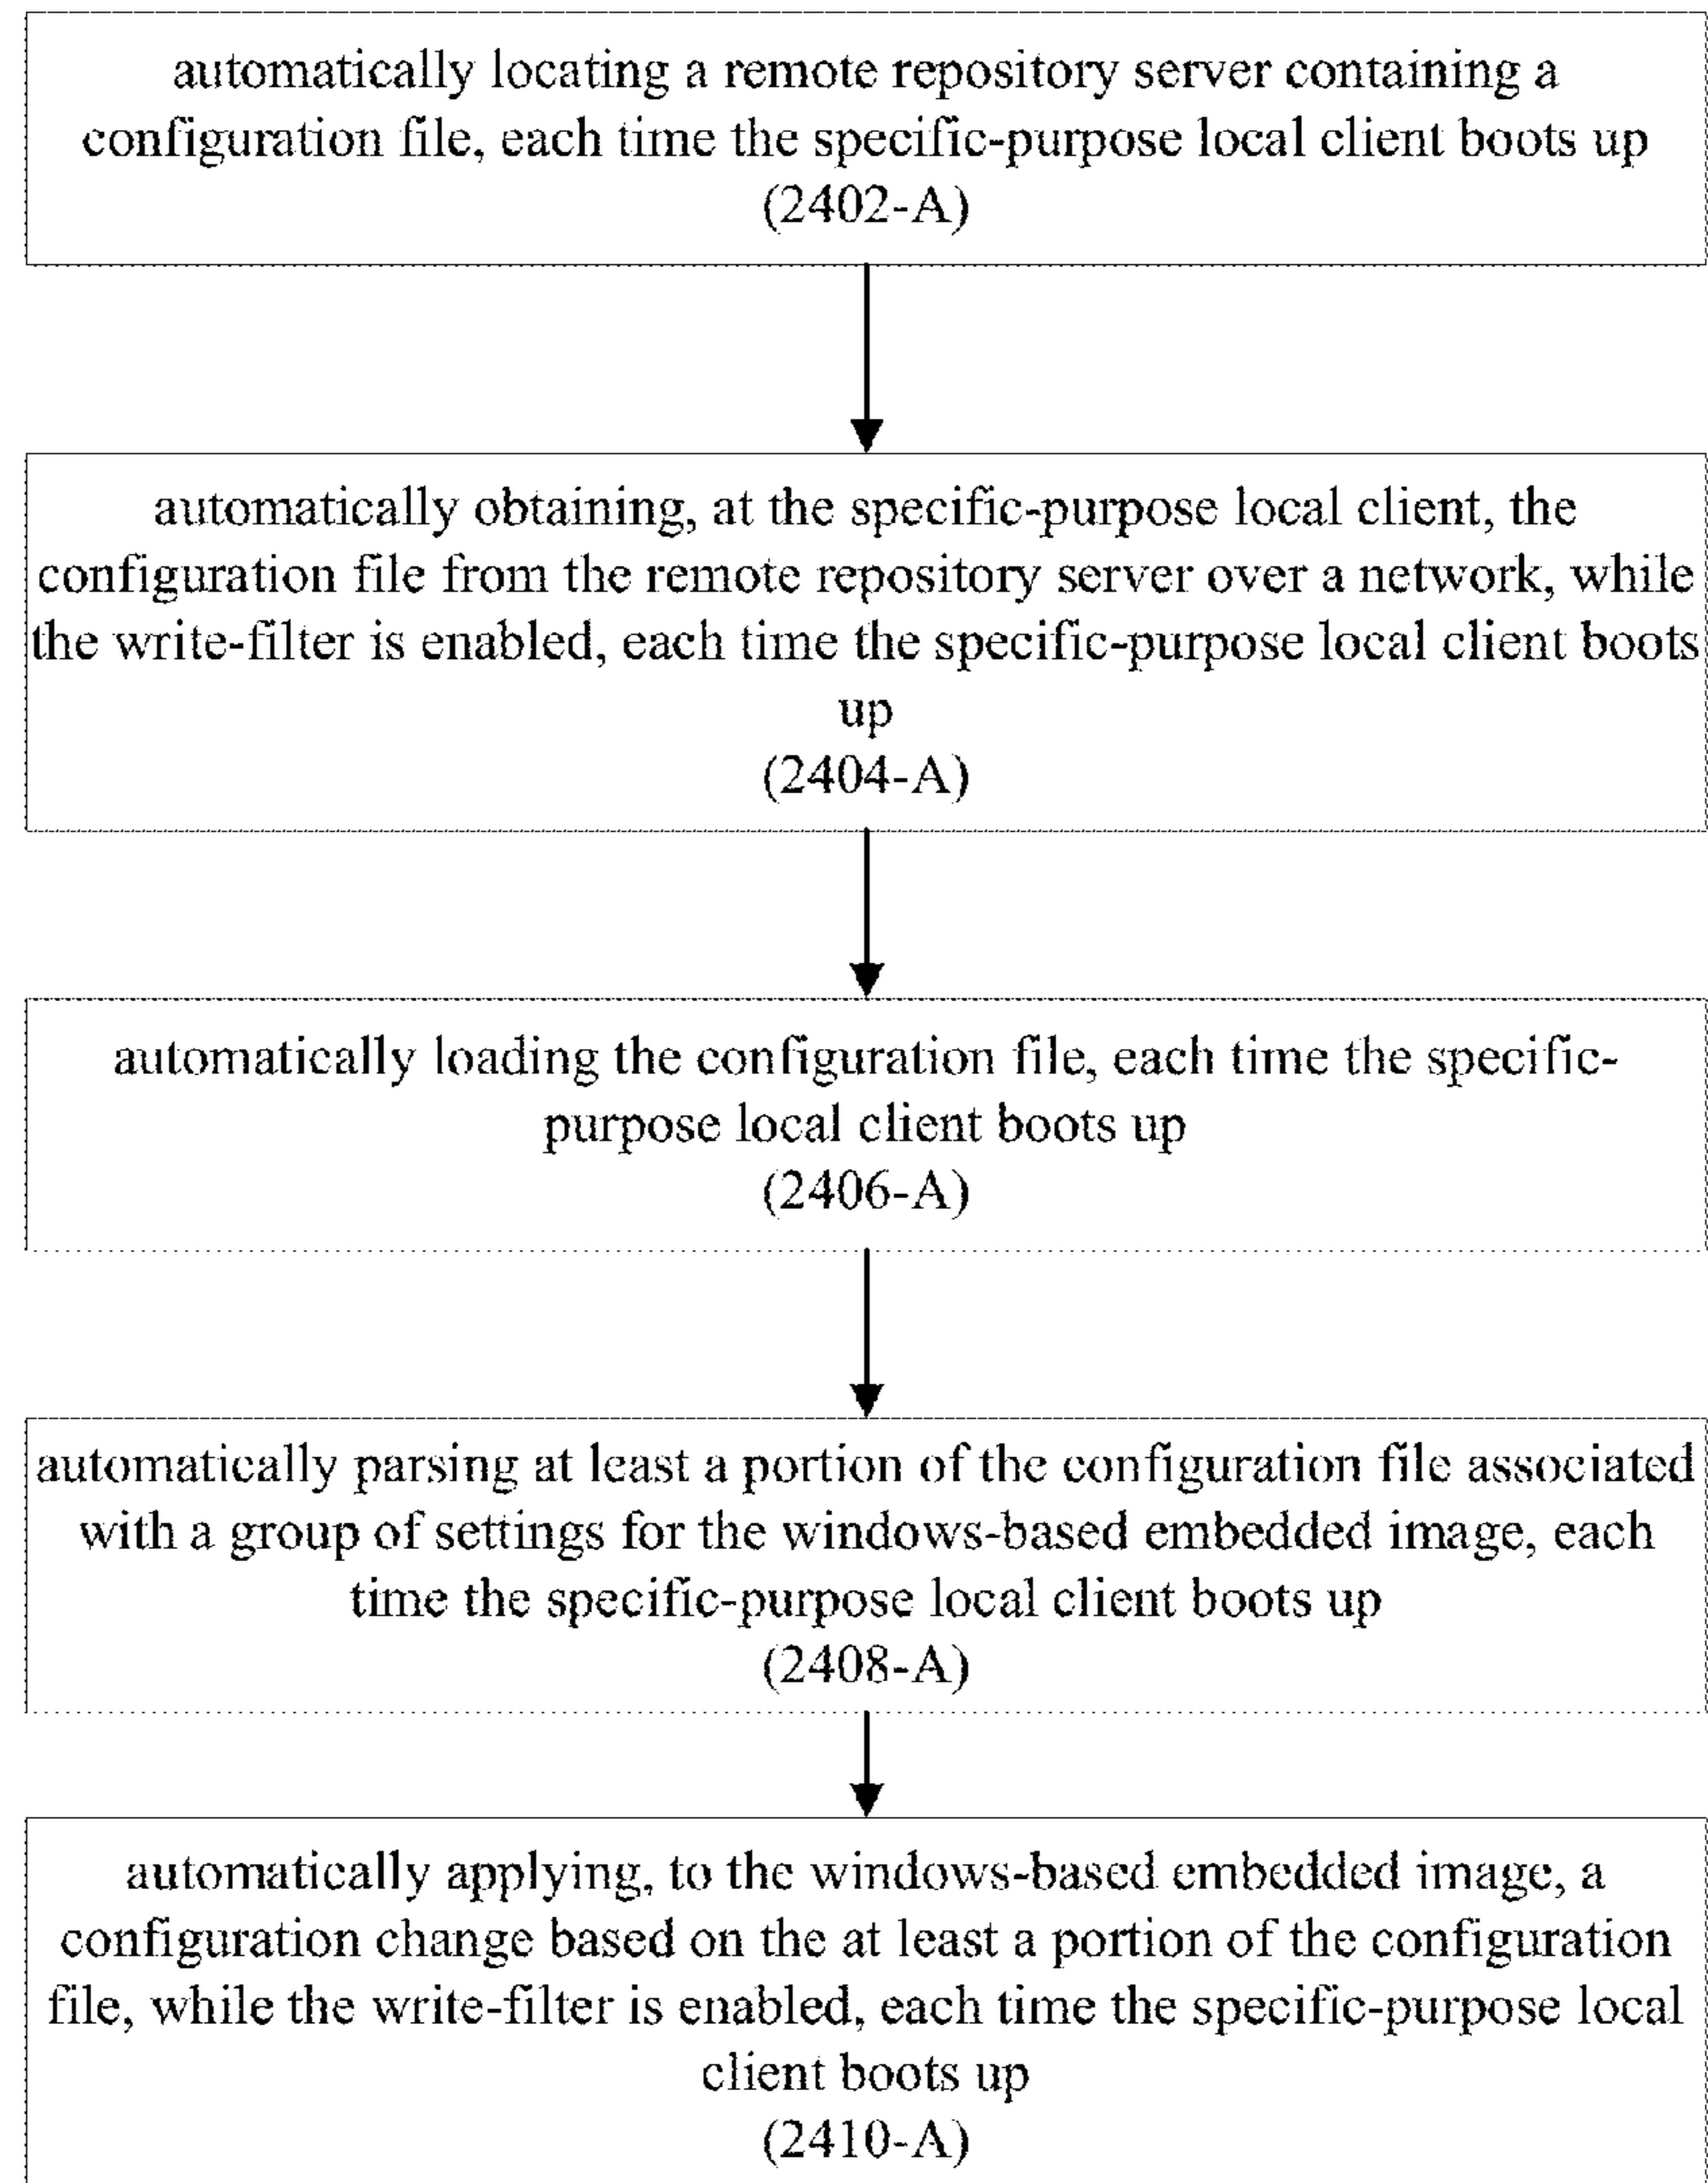 automatically locating a remote repository server containing a
configuration file, each time the specific-purpose local client boots up
(2402-A)
automatically obtaining, at the specific-purpose local client, the
configuration file from the remote repository server over a network, while
the write-filter is enabled, each time the specific-purpose local client boots
up
(2404-A)
automatically loading the configuration file, each time the specific-
purpose local client boots up
(2406-A)
automatically parsing at least a portion of the configuration file associated
with a group of settings for the windows-based embedded image, each
time the specific-purpose local client boots up
(2408-A)
automatically applying, to the windows-based embedded image, a
configuration change based on the at least a portion of the configuration
file, while the write-filter is enabled, each time the specific-purpose local
client boots up
(2410-A)